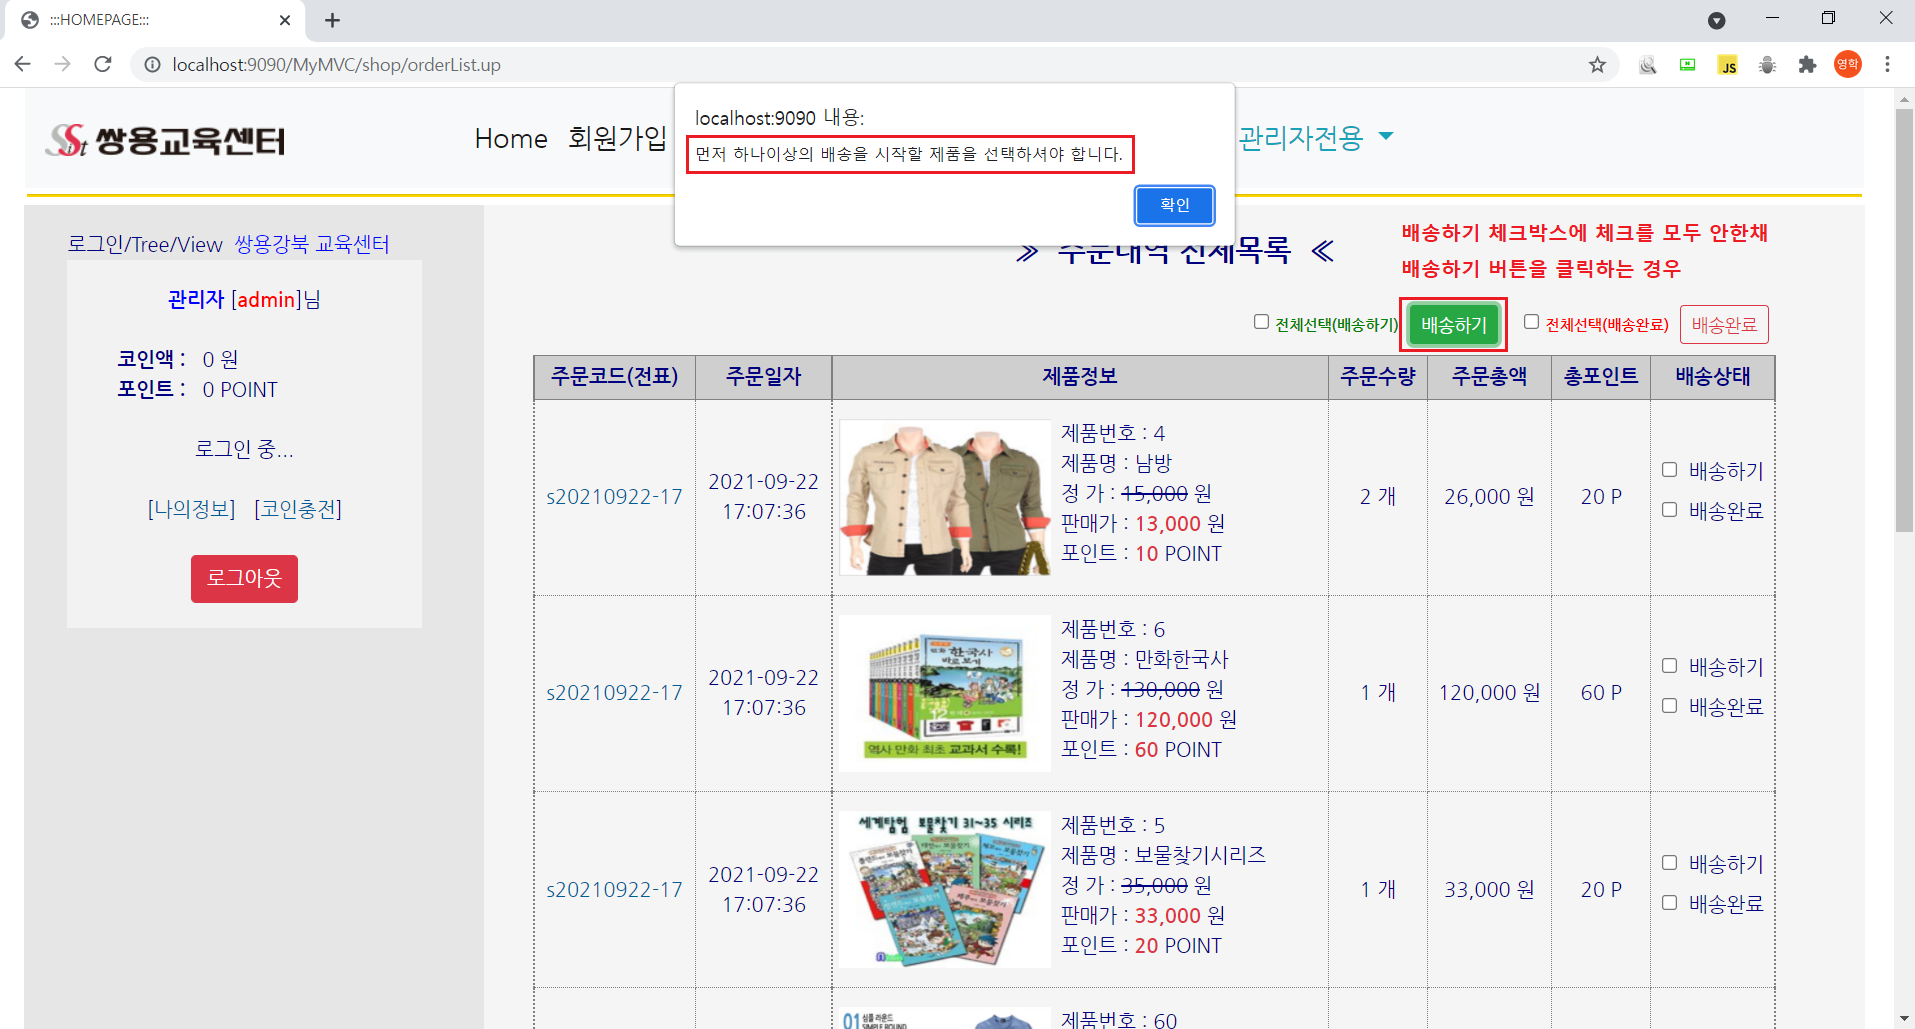 :::HOMEPAGE:::
localhost:9090/MyMVC/shop/orderList.up
JS
영학
SSist 쌍용교육센터
Home 회원가입
관리자전용
localhost:9090 내용:
먼저 하나이상의 배송을 시작할 제품을 선택하셔야 합니다.
확인
로그인/Tree/View 쌍용강북 교육센터
관리자 [admin]님
코인액 : 0 원
포인트 : 0 POINT
로그인 중...
[나의정보] [코인충전]
로그아웃
≫ 주문내역 전체목록 ≪
배송하기 체크박스에 체크를 모두 안한채
배송하기 버튼을 클릭하는 경우
전체선택(배송하기) 배송하기 전체선택(배송완료) 배송완료
주문코드(전표) 주문일자 제품정보 주문수량 주문총액 총포인트 배송상태
s20210922-17
2021-09-22
17:07:36
제품번호 : 4
제품명 : 남방
정 가 : 15,000 원
판매가 : 13,000 원
포인트 : 10 POINT
2 개
26,000 원
20 P
배송하기
배송완료
s20210922-17
2021-09-22
17:07:36
한국사
바로 보기
12
역사 만화 최초 교과서 수록!
제품번호 : 6
제품명 : 만화한국사
정 가 : 130,000 원
판매가 : 120,000 원
포인트 : 60 POINT
1 개
120,000 원
60 P
배송하기
배송완료
s20210922-17
2021-09-22
17:07:36
세계탐험 보물찾기 31~35 시리즈
제품번호 : 5
제품명 : 보물찾기시리즈
정 가 : 35,000 원
판매가 : 33,000 원
포인트 : 20 POINT
1 개
33,000 원
20 P
배송하기
배송완료
01 심플 라운드
SIMPLE ROUND
제품번호 : 60